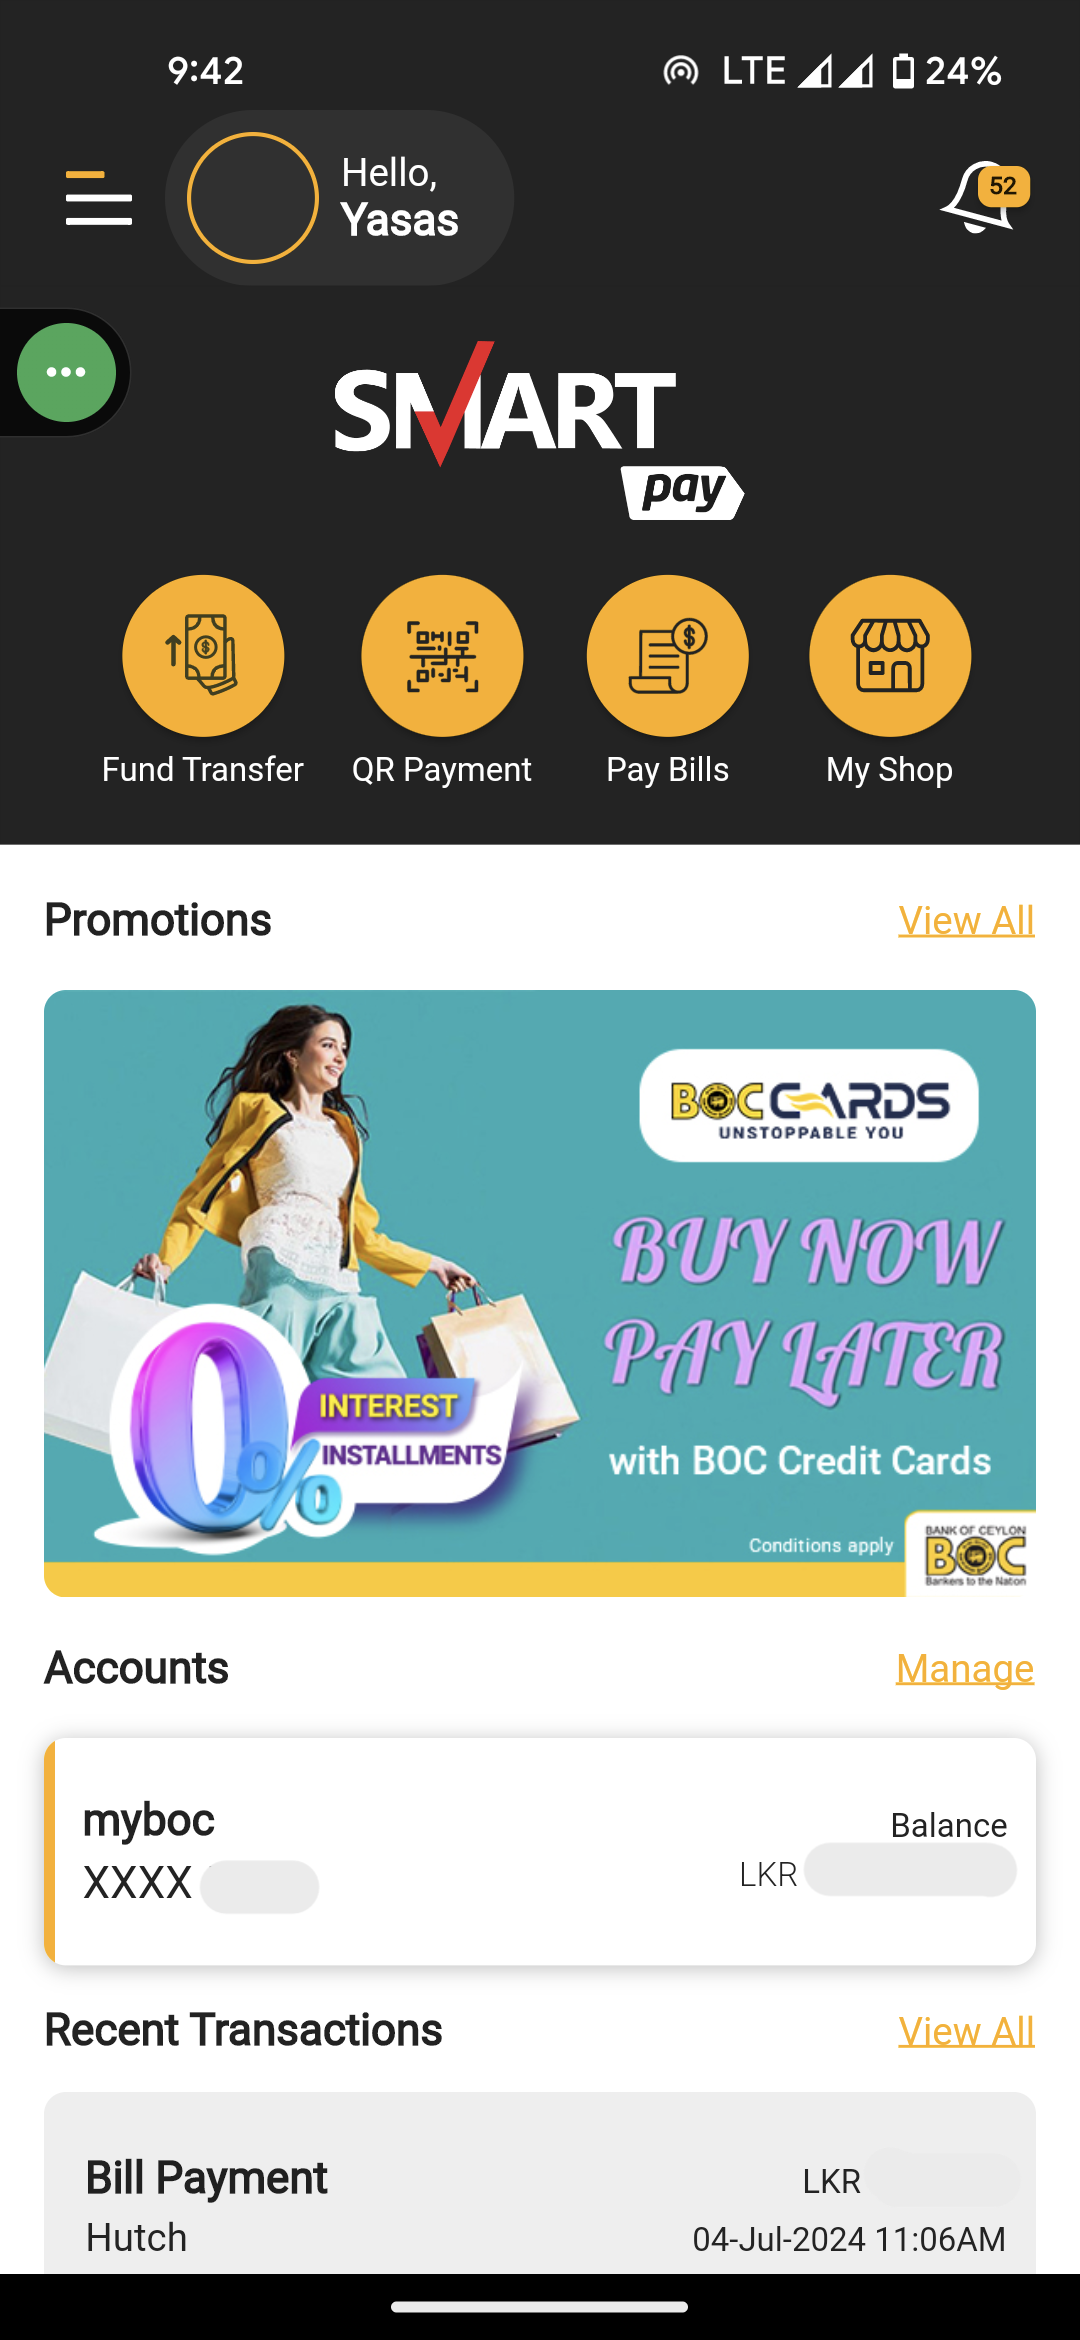 9:42
LTE 24%
Hello,
Yasas
52
SMART
pay
Fund Transfer QR Payment Pay Bills My Shop
Promotions View All
BOC CARDS
UNSTOPPABLE YOU
BUY NOW
PAY LATER
with BOC Credit Cards
0%
INTEREST
INSTALLMENTS
Conditions apply
BANK OF CEYLON
BOC
Bankers to the Nation
Accounts Manage
myboc
Balance
XXXX
LKR
Recent Transactions View All
Bill Payment LKR
Hutch 04-Jul-2024 11:06AM